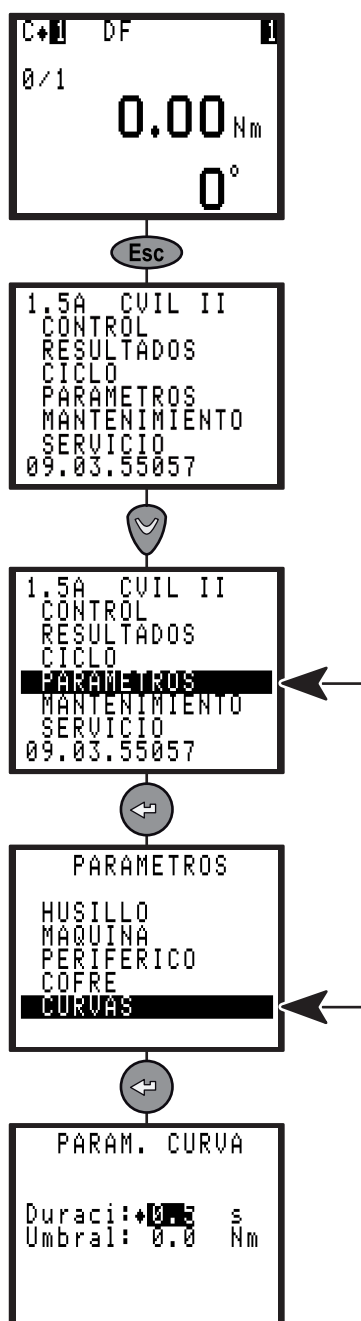 C♦1 DF 1
0/1
0.00 Nm
0°
Esc
1.5A CVIL II
CONTROL
RESULTADOS
CICLO
PARAMETROS
MANTENIMIENTO
SERVICIO
09.03.55057
1.5A CVIL II
CONTROL
RESULTADOS
CICLO
PARAMETROS
MANTENIMIENTO
SERVICIO
09.03.55057
PARAMETROS
HUSILLO
MAQUINA
PERIFERICO
COFRE
CURVAS
PARAM. CURVA
Duraci:♦0.5 s
Umbral: 0.0 Nm